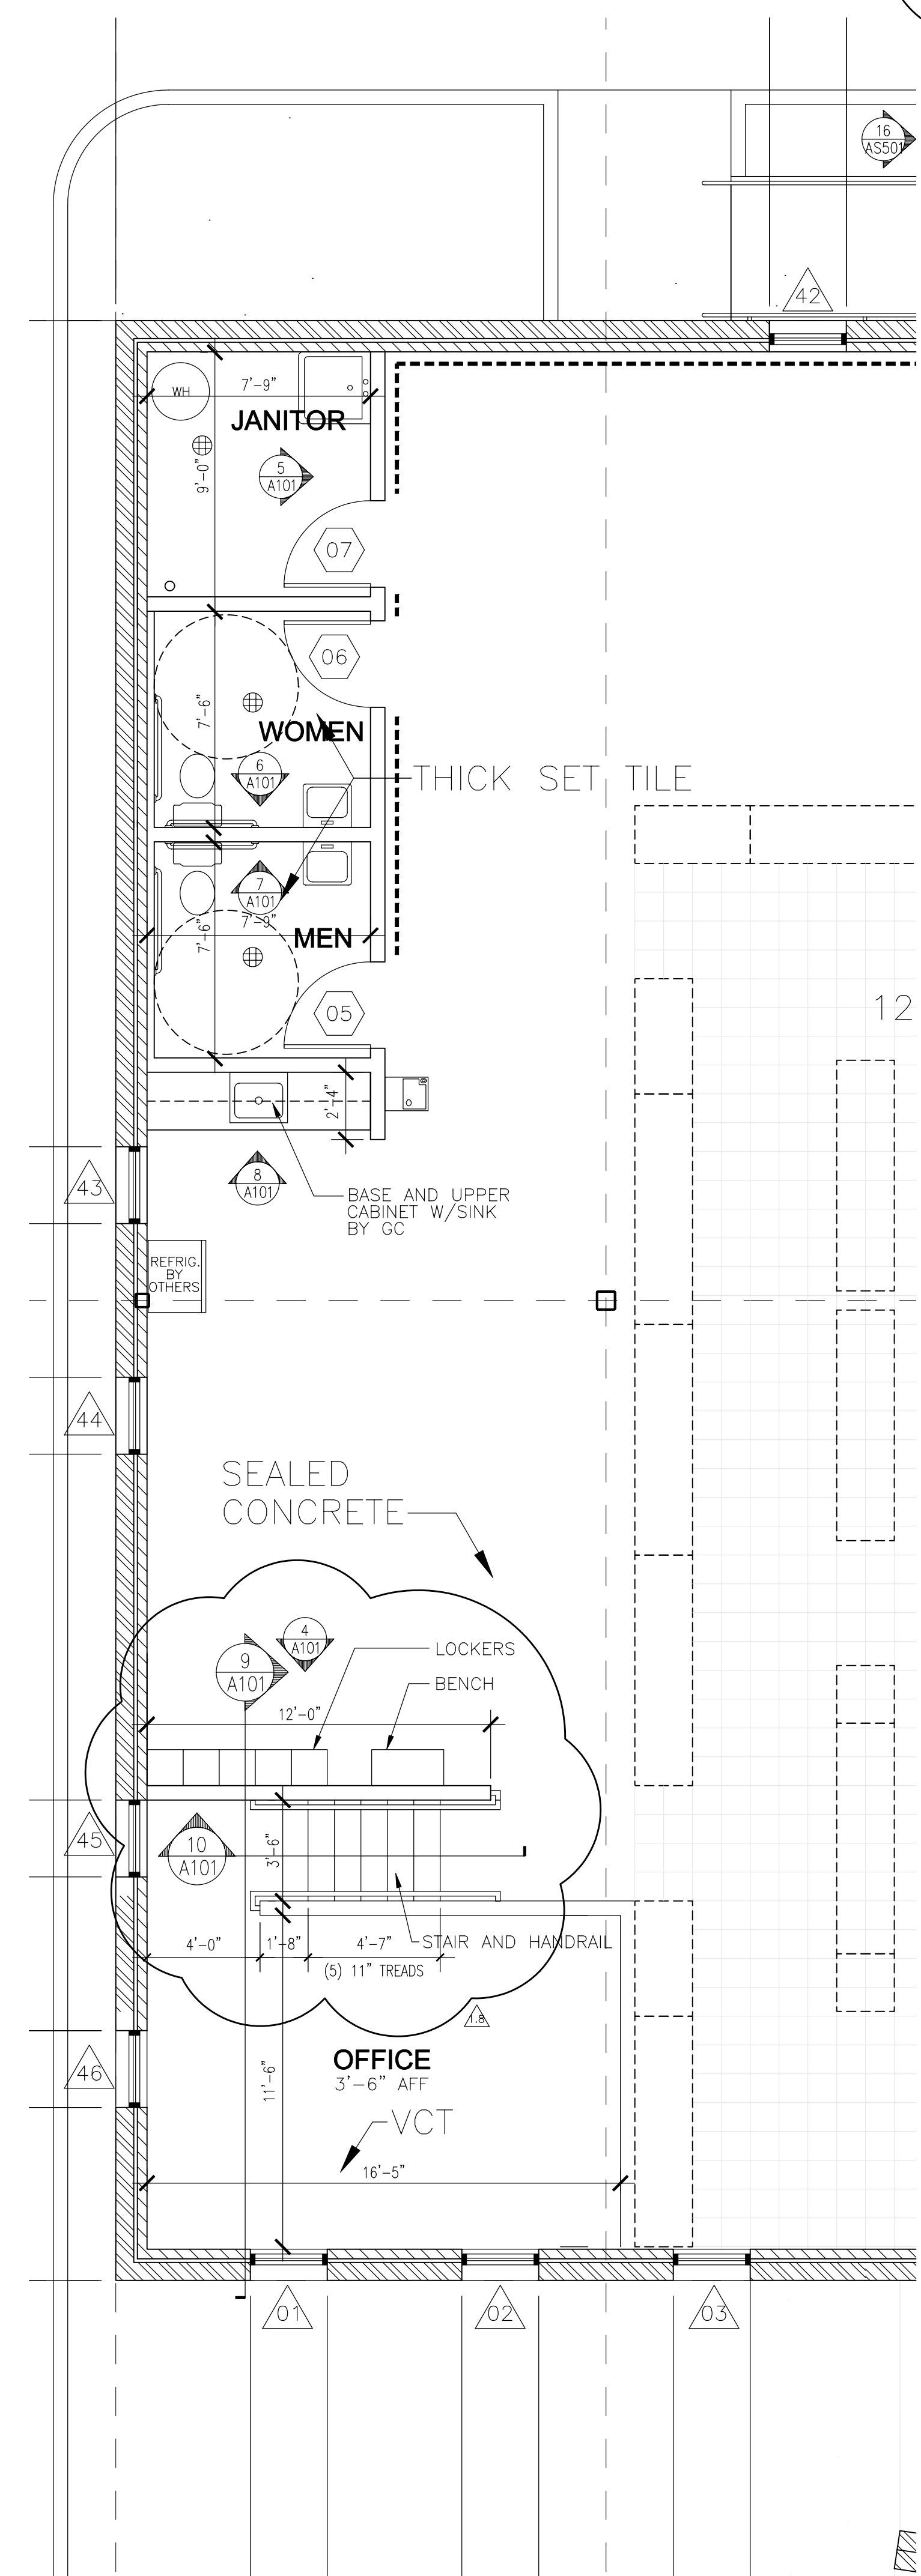 16
AS501
42
WH
7'-9"
JANITOR
5
A101
9'-0"
07
06
7'-6"
WOMEN
6
A101
THICK SET TILE
7
A101
7'-9"
7'-6"
MEN
05
12
2'-4"
8
A101
43
BASE AND UPPER
CABINET W/SINK
BY GC
REFRIG.
BY
OTHERS
44
SEALED
CONCRETE
4
A101
9
A101
LOCKERS
BENCH
12'-0"
45
10
A101
3'-6"
4'-0"
1'-8"
4'-7"
STAIR AND HANDRAIL
(5) 11" TREADS
1.8
46
11'-6"
OFFICE
3'-6" AFF
VCT
16'-5"
01
02
03